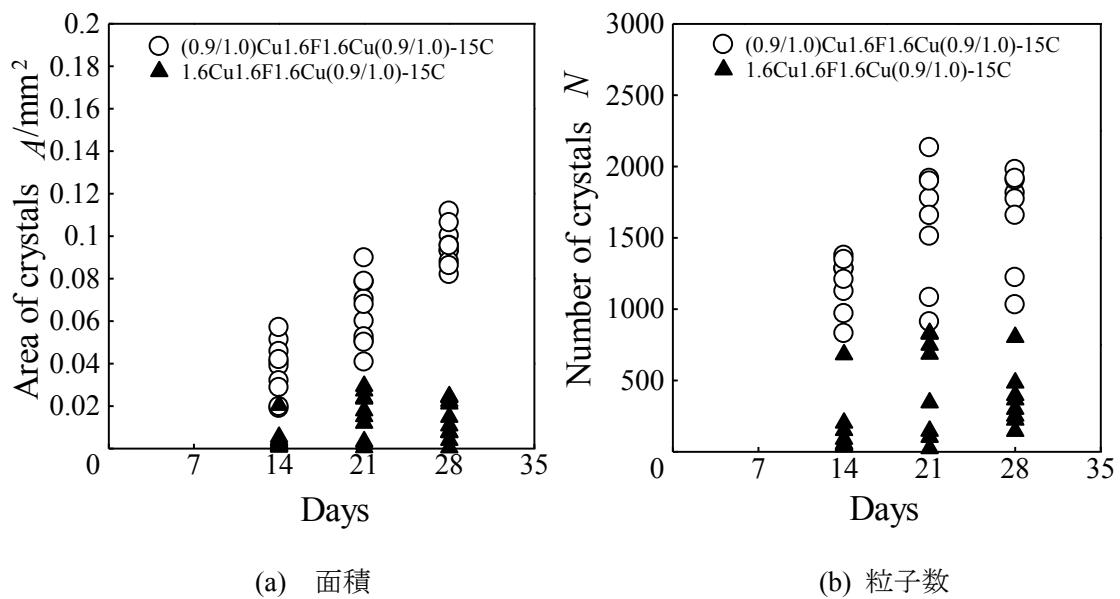 0.2
0.18
0.16
0.14
0.12
0.1
0.08
0.06
0.04
0.02
0
7
14
21
28
35
Area of crystals A/mm²
Days
(0.9/1.0)Cu1.6F1.6Cu(0.9/1.0)-15C
1.6Cu1.6F1.6Cu(0.9/1.0)-15C
(a) 面積
3000
2500
2000
1500
1000
500
0
7
14
21
28
35
Number of crystals N
Days
(0.9/1.0)Cu1.6F1.6Cu(0.9/1.0)-15C
1.6Cu1.6F1.6Cu(0.9/1.0)-15C
(b) 粒子数